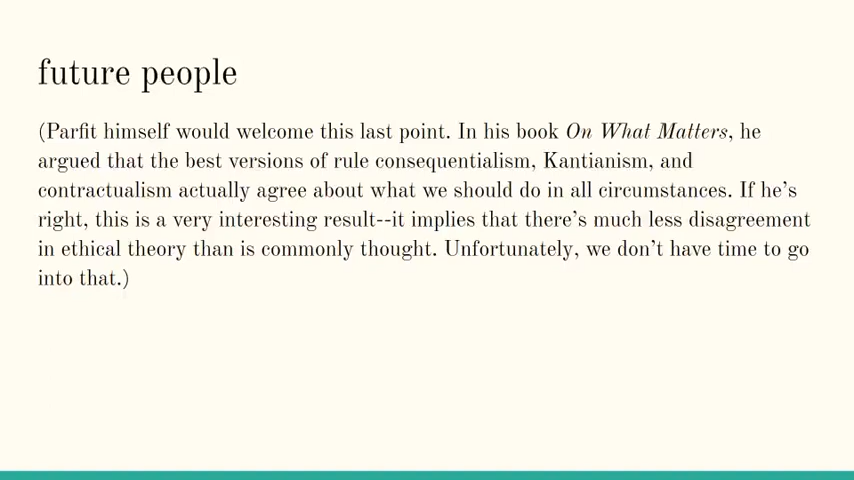 future people
(Parfit himself would welcome this last point. In his book On What Matters, he
argued that the best versions of rule consequentialism, Kantianism, and
contractualism actually agree about what we should do in all circumstances. If he's
right, this is a very interesting result--it implies that there's much less disagreement
in ethical theory than is commonly thought. Unfortunately, we don't have time to go
into that.)